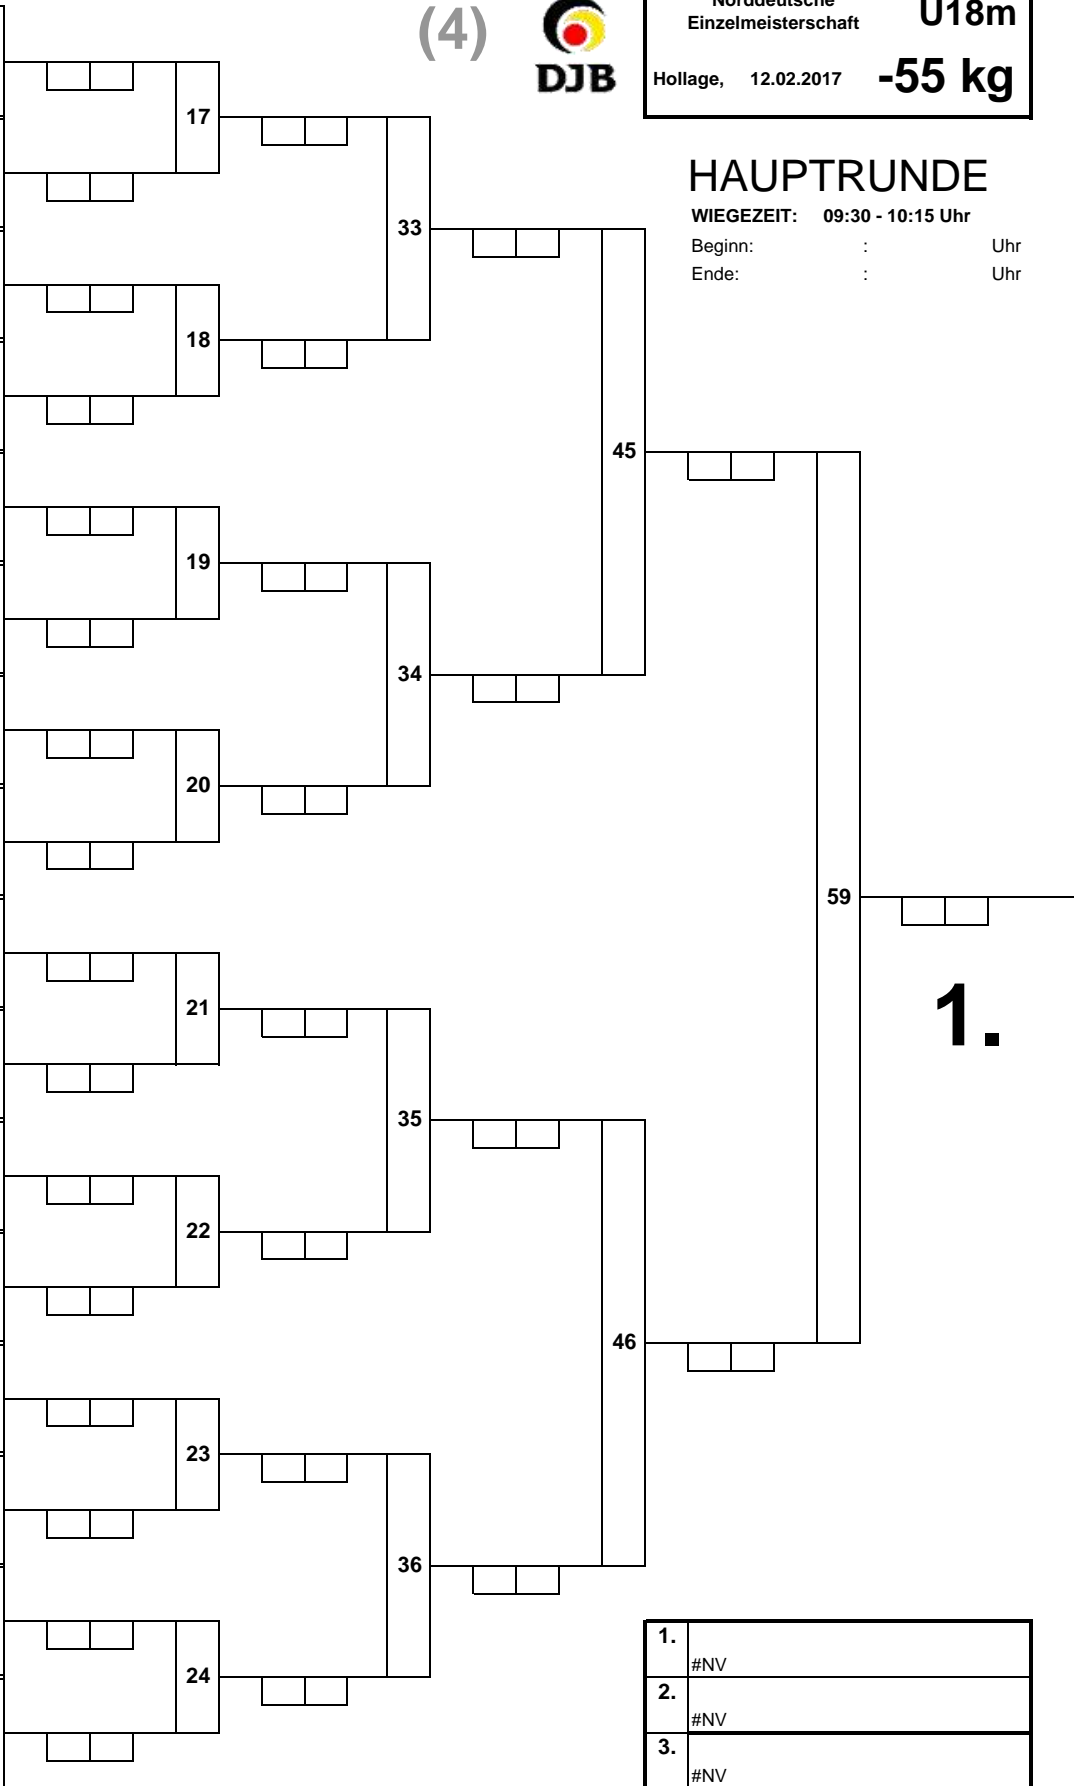 (4)
DJB
Norddeutsche
Einzelmeisterschaft
U18m
Hollage, 12.02.2017 -55 kg
HAUPTRUNDE
WIEGEZEIT: 09:30 - 10:15 Uhr
Beginn: : Uhr
Ende: : Uhr
17
33
18
45
19
34
20
59
21
1.
35
22
46
23
36
24
1.
#NV
2.
#NV
3.
#NV